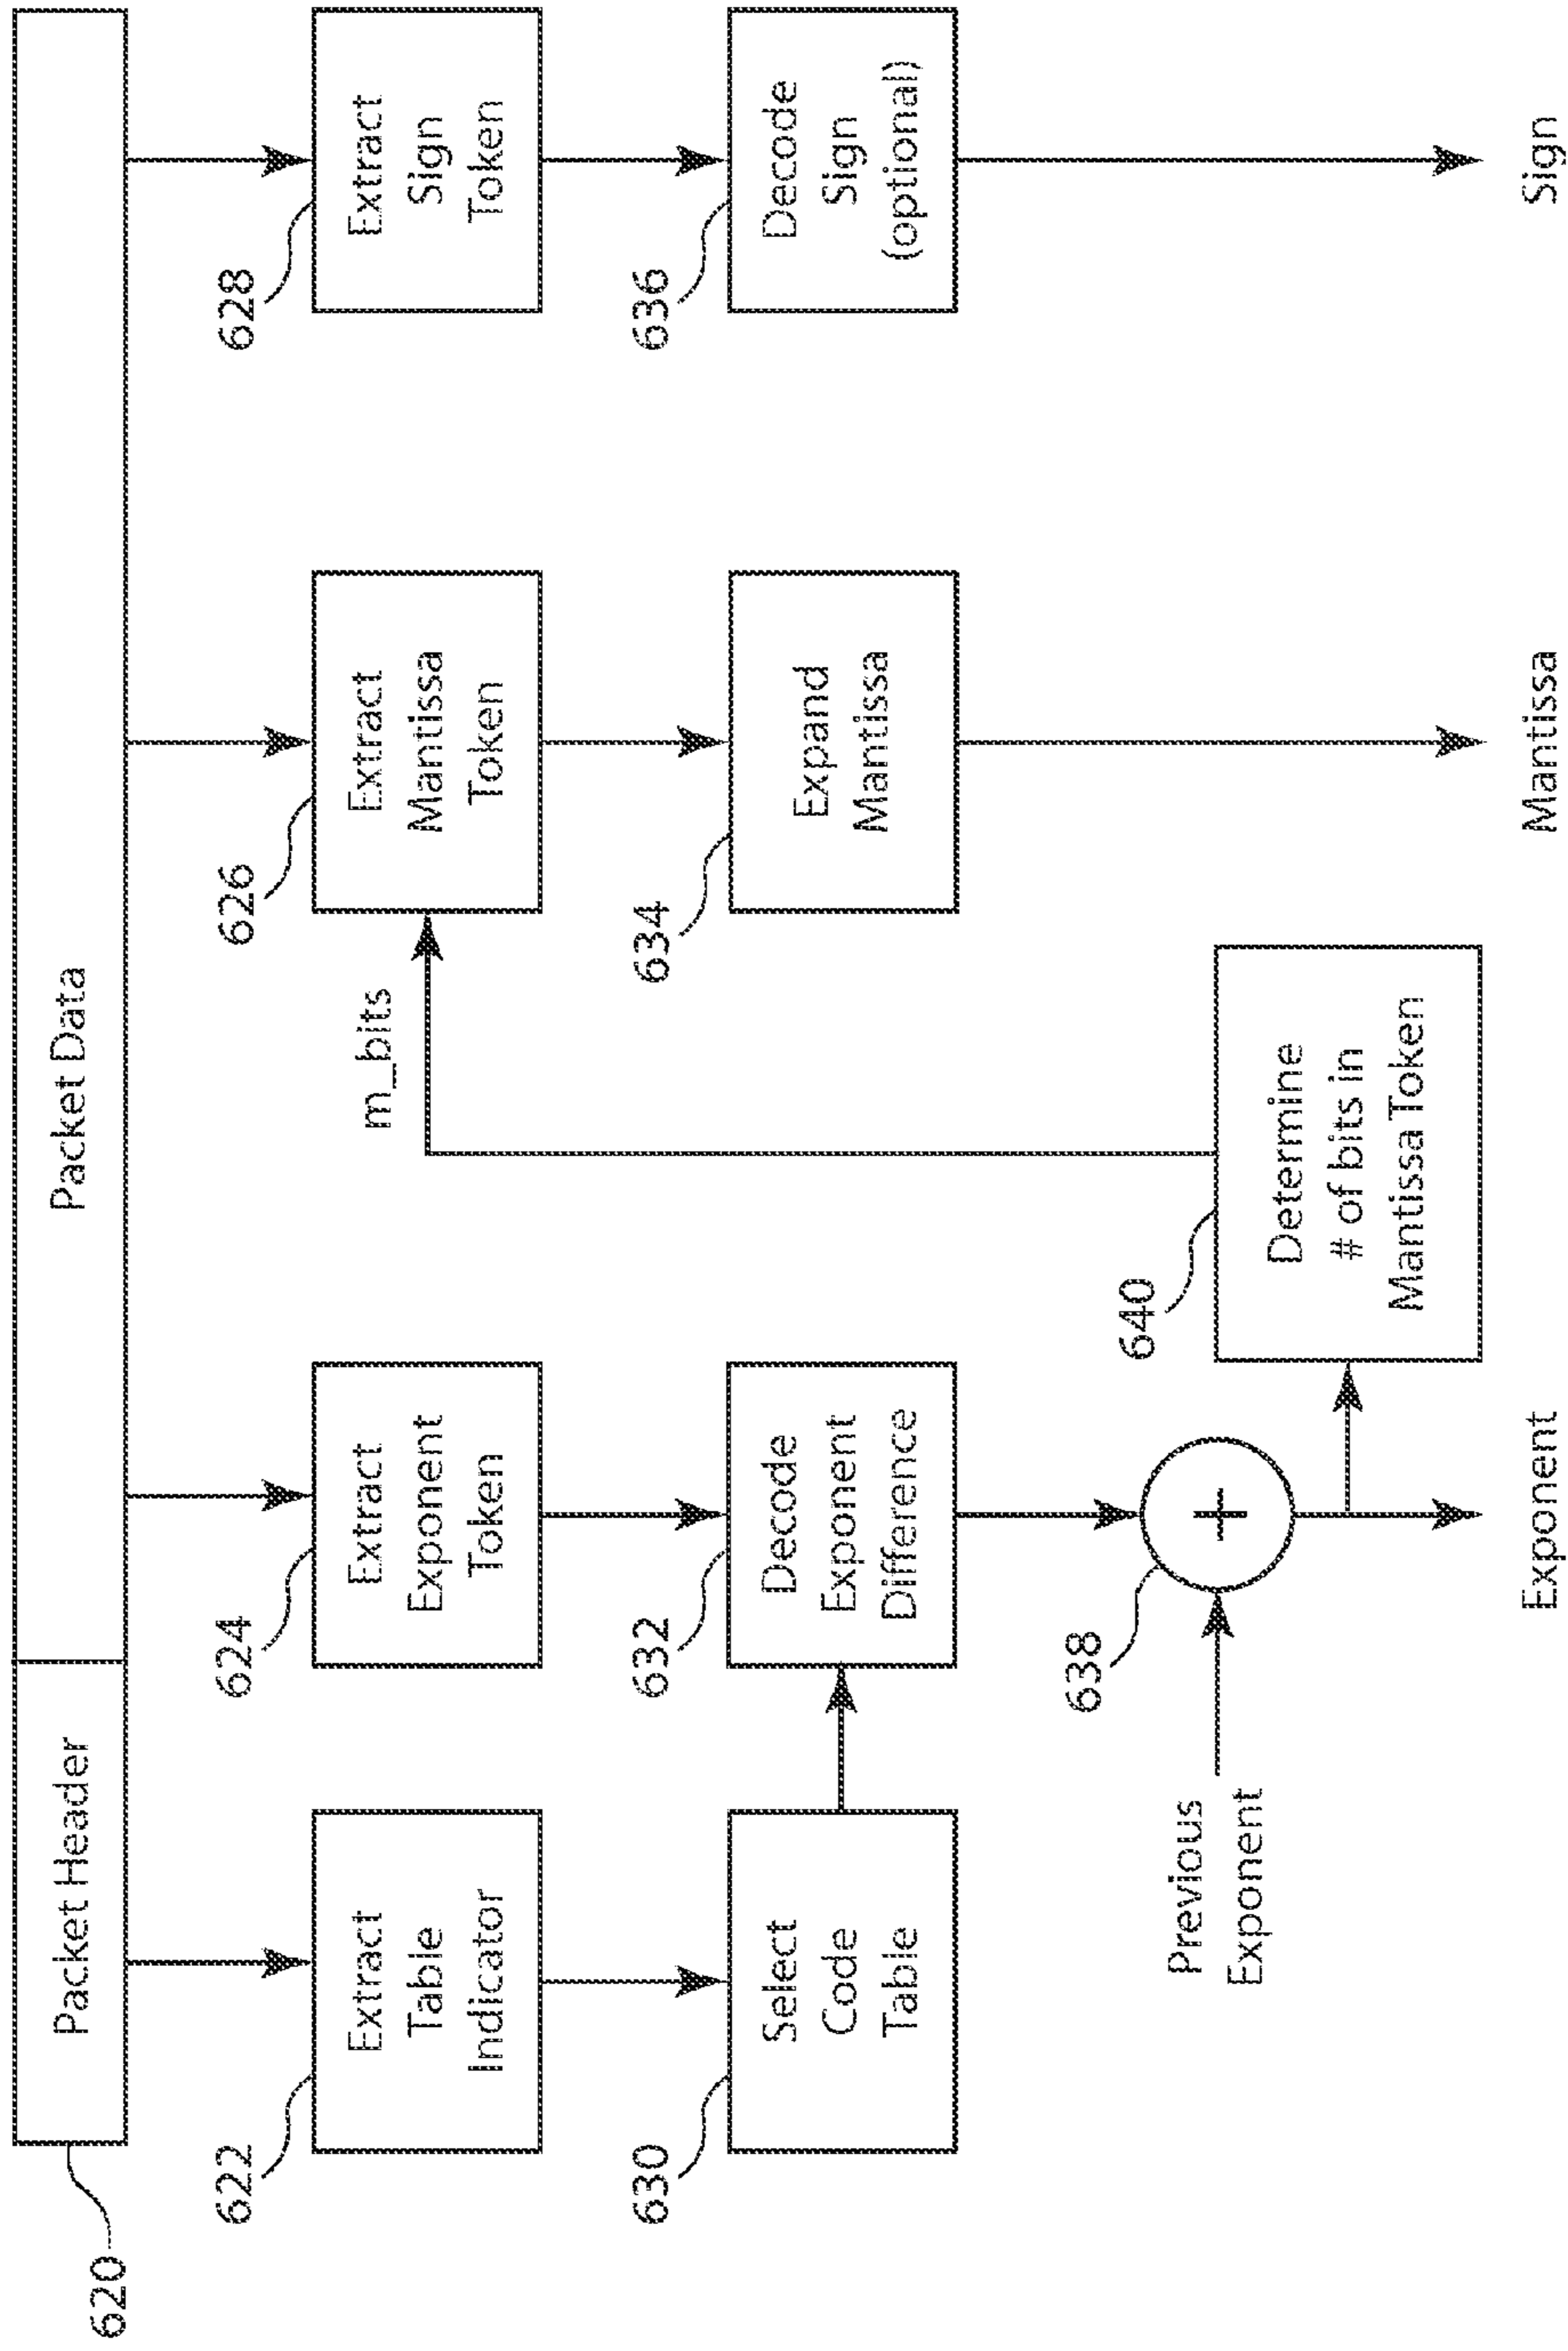 620
Packet Header
Packet Data
622
Extract
Table
Indicator
624
Extract
Exponent
Token
626
Extract
Mantissa
Token
628
Extract
Sign
Token
m_bits
630
Select
Code
Table
632
Decode
Exponent
Difference
634
Expand
Mantissa
636
Decode
Sign
(optional)
Previous
Exponent
638
+
640
Determine
# of bits in
Mantissa Token
Exponent
Mantissa
Sign